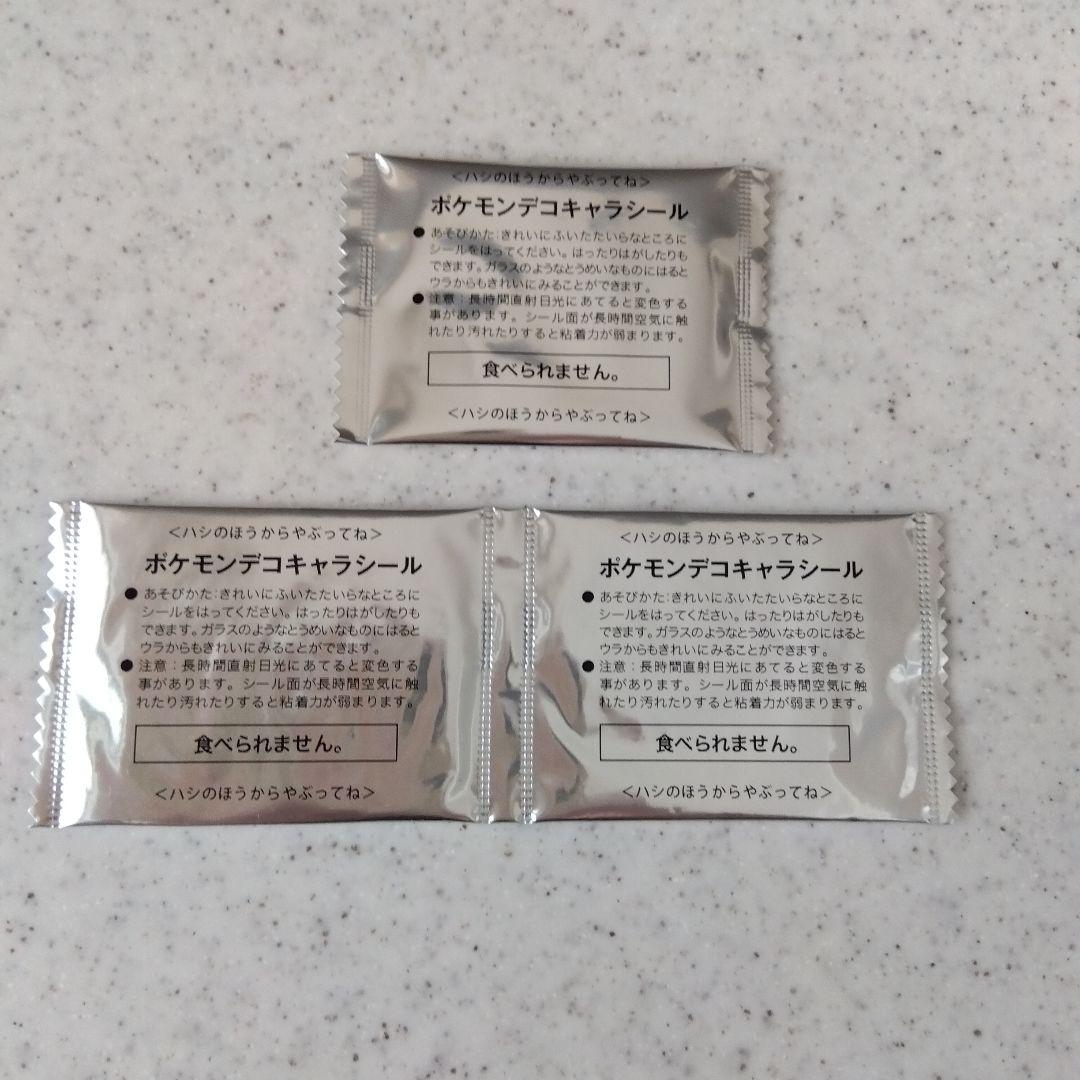 ＜ハシのほうからやぶってね＞
ポケモンデコキャラシール
●あそびかた：きれいにふいたたいらなところに
シールをはってください。はったりはがしたりも
できます。ガラスのようなとうめいなものにはると
ウラからもきれいにみることができます。
●注意：長時間直射日光にあてると変色する
事があります。シール面が長時間空気に触
れたり汚れたりすると粘着力が弱まります。
食べられません。
＜ハシのほうからやぶってね＞
＜ハシのほうからやぶってね＞
ポケモンデコキャラシール
●あそびかた：きれいにふいたたいらなところに
シールをはってください。はったりはがしたりも
できます。ガラスのようなとうめいなものにはると
ウラからもきれいにみることができます。
●注意：長時間直射日光にあてると変色する
事があります。シール面が長時間空気に触
れたり汚れたりすると粘着力が弱まります。
食べられません。
＜ハシのほうからやぶってね＞
＜ハシのほうからやぶってね＞
ポケモンデコキャラシール
●あそびかた：きれいにふいたたいらなところに
シールをはってください。はったりはがしたりも
できます。ガラスのようなとうめいなものにはると
ウラからもきれいにみることができます。
●注意：長時間直射日光にあてると変色する
事があります。シール面が長時間空気に触
れたり汚れたりすると粘着力が弱まります。
食べられません。
＜ハシのほうからやぶってね＞